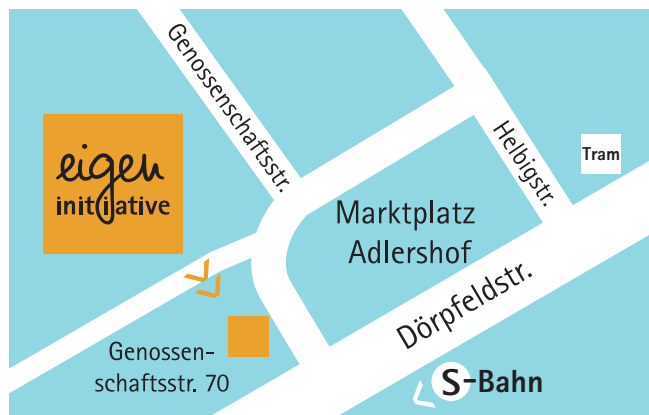 Genossenschaftsstr.
eigen
initiative
Helbigstr.
Tram
Marktplatz
Adlershof
Dörpfeldstr.
Genossen-
schaftsstr. 70
S-Bahn